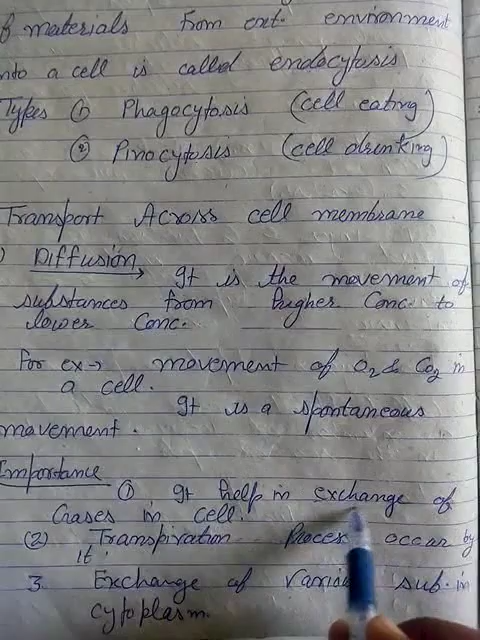 of materials from ext. environment
into a cell is called endocytosis
Types ① Phagocytosis (cell eating)
② Pinocytosis (cell drinking)
Transport Across cell membrane
) Diffusion → It is the movement of
substances from higher Conc. to
lower Conc.
For ex→ movement of O2 & CO2 in
a cell.
It is a spontaneous
movement.
Importance
① It help in exchange of
Gases in cell.
(2) Transpiration Process occur by
it.
3. Exchange of sub. in
cytoplasm.